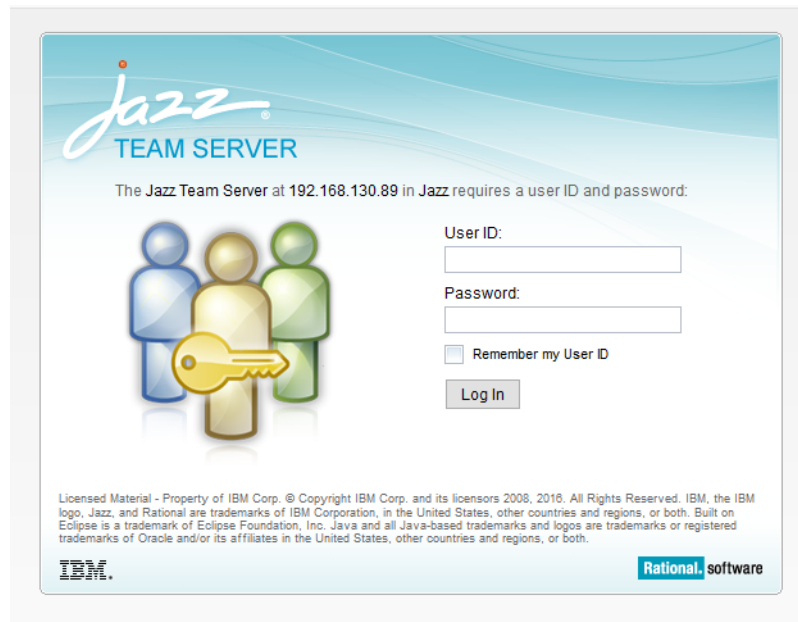 jazz®
TEAM SERVER
The Jazz Team Server at 192.168.130.89 in Jazz requires a user ID and password:
User ID:
Password:
Remember my User ID
Log In
Licensed Material - Property of IBM Corp. © Copyright IBM Corp. and its licensors 2008, 2016. All Rights Reserved. IBM, the IBM
logo, Jazz, and Rational are trademarks of IBM Corporation, in the United States, other countries and regions, or both. Built on
Eclipse is a trademark of Eclipse Foundation, Inc. Java and all Java-based trademarks and logos are trademarks or registered
trademarks of Oracle and/or its affiliates in the United States, other countries and regions, or both.
IBM.
Rational. software